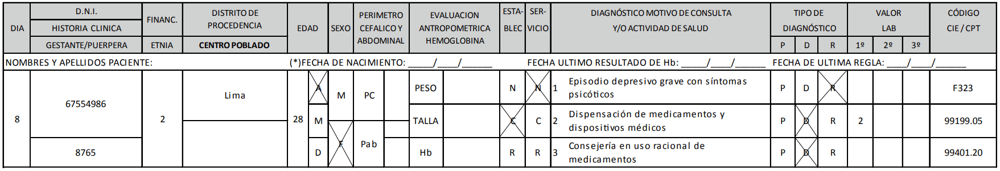 DIA
D.N.I.
HISTORIA CLINICA
GESTANTE/PUERPERA
FINANC.
ETNIA
DISTRITO DE
PROCEDENCIA
CENTRO POBLADO
EDAD
SEXO
PERIMETRO
CEFALICO Y
ABDOMINAL
EVALUACION
ANTROPOMETRICA
HEMOGLOBINA
ESTA-
BLEC
SER-
VICIO
DIAGNÓSTICO MOTIVO DE CONSULTA
Y/O ACTIVIDAD DE SALUD
TIPO DE
DIAGNÓSTICO
P D R
VALOR
LAB
1º 2º 3º
CÓDIGO
CIE / CPT
NOMBRES Y APELLIDOS PACIENTE: (*)FECHA DE NACIMIENTO: _____/____/______ FECHA ULTIMO RESULTADO DE Hb: _____/____/______ FECHA DE ULTIMA REGLA: ____/____/______
8
67554986
8765
2
Lima
28
A
M
D
M
F
PC
Pab
PESO
TALLA
Hb
N
C
R
N
C
R
1 Episodio depresivo grave con síntomas
psicóticos
P D R
F323
2 Dispensación de medicamentos y
dispositivos médicos
P D R
2
99199.05
3 Consejería en uso racional de
medicamentos
P D R
99401.20